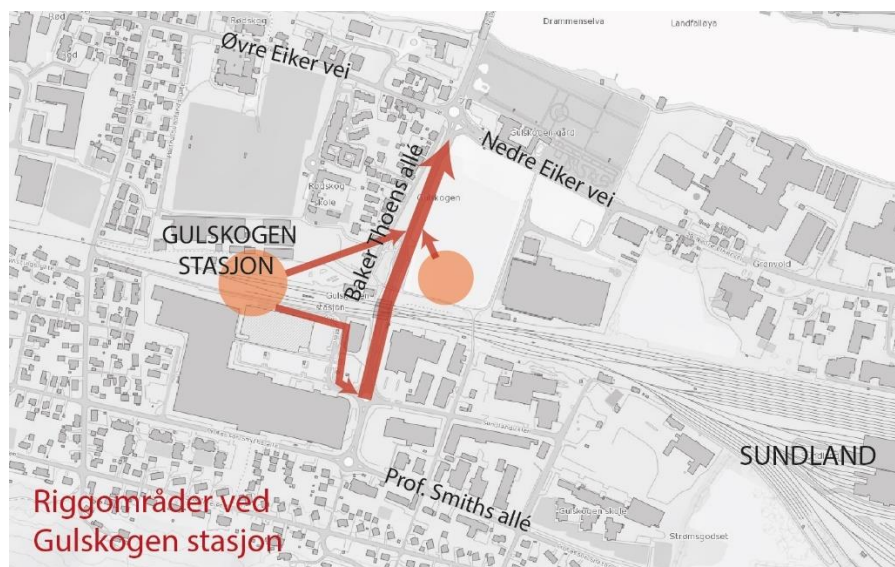 Drammenselva
Landfalløya
Rødskog
Øvre Eiker vei
Gulskogen gård
Nedre Eiker vei
Baker Thoens allé
Rødskog
skole
Gulskogen
GULSKOGEN
STASJON
Grønvold
Gulskogen
stasjon
SUNDLAND
Prof. Smiths allé
Riggområder ved
Gulskogen stasjon
Gulskogen skole
Strømsgodset